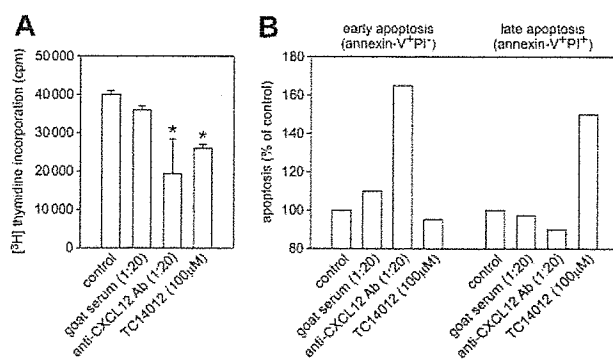 A
[³H] thymidine incorporation (cpm)
50000
40000
30000
20000
10000
0
*
*
control
goat serum (1:20)
anti-CXCL12 Ab (1:20)
TC14012 (100µM)
B
early apoptosis
(annexin-V⁺PI⁻)
late apoptosis
(annexin-V⁺PI⁺)
apoptosis (% of control)
180
160
140
120
100
80
control
goat serum (1:20)
anti-CXCL12 Ab (1:20)
TC14012 (100µM)
control
goat serum (1:20)
anti-CXCL12 Ab (1:20)
TC14012 (100µM)